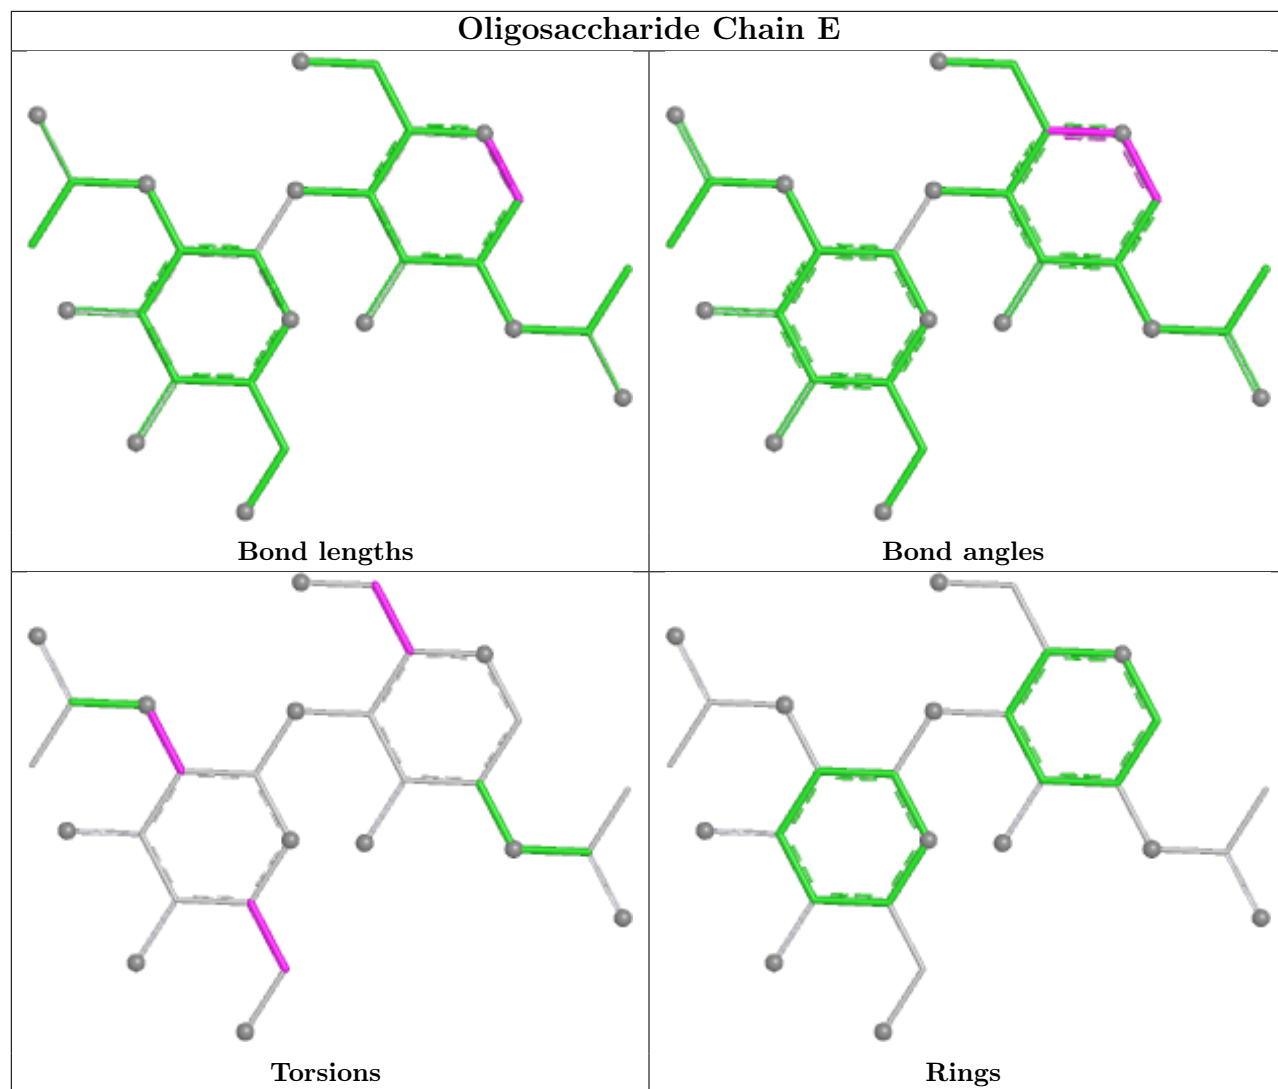 Oligosaccharide Chain E
Bond lengths
Bond angles
Torsions
Rings